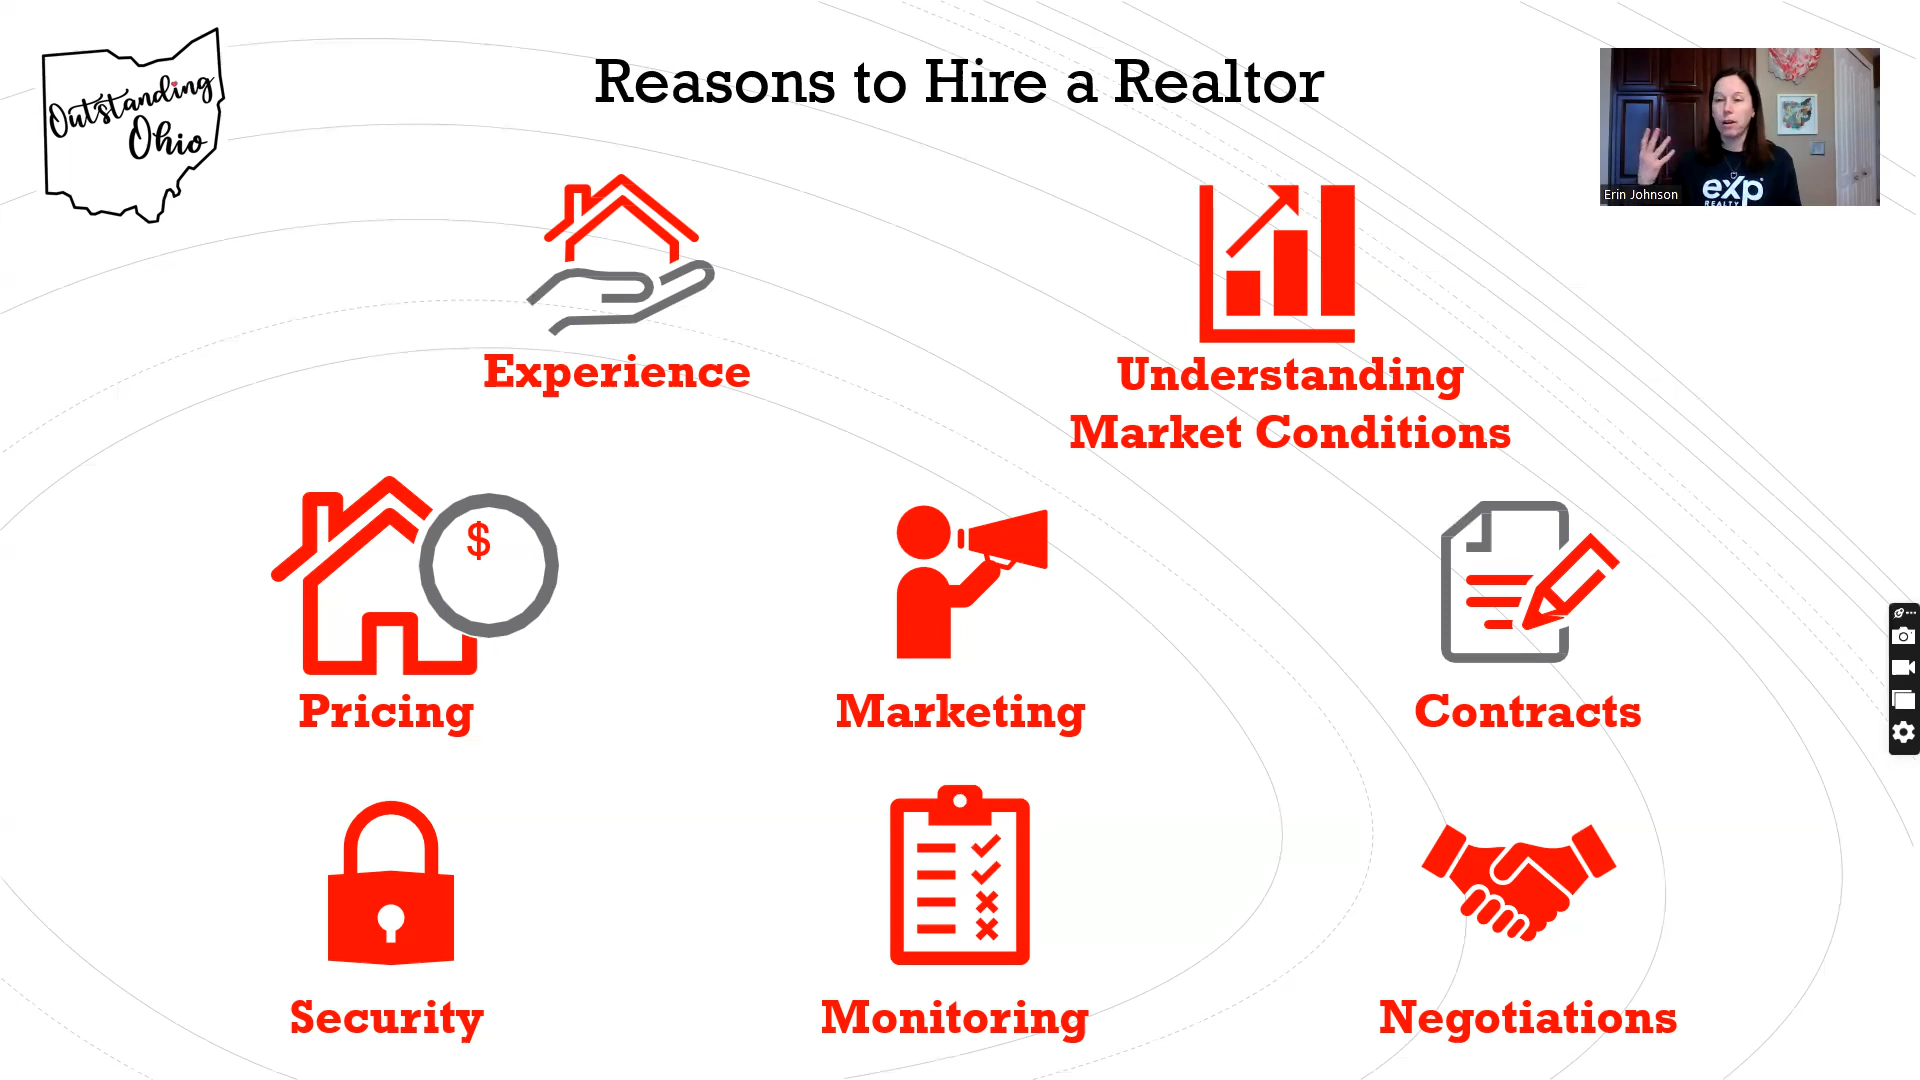 Outstanding
Ohio
Reasons to Hire a Realtor
Erin Johnson
eXp
REALTY
Experience
Understanding
Market Conditions
$
Pricing
Marketing
Contracts
Security
Monitoring
Negotiations